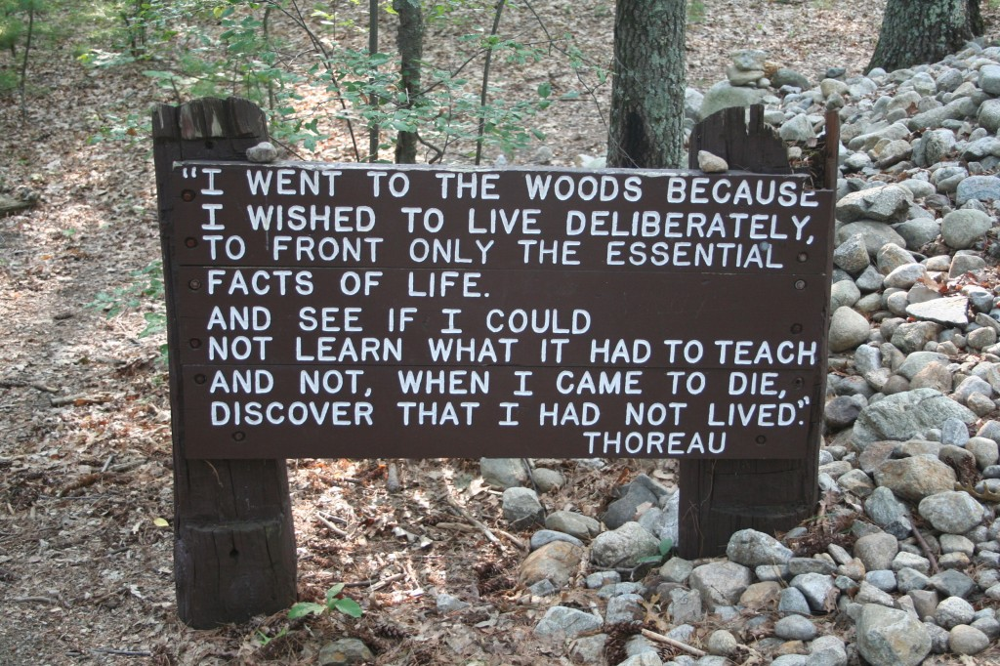 "I WENT TO THE WOODS BECAUSE
I WISHED TO LIVE DELIBERATELY,
TO FRONT ONLY THE ESSENTIAL
FACTS OF LIFE.
AND SEE IF I COULD
NOT LEARN WHAT IT HAD TO TEACH
AND NOT, WHEN I CAME TO DIE,
DISCOVER THAT I HAD NOT LIVED."
THOREAU